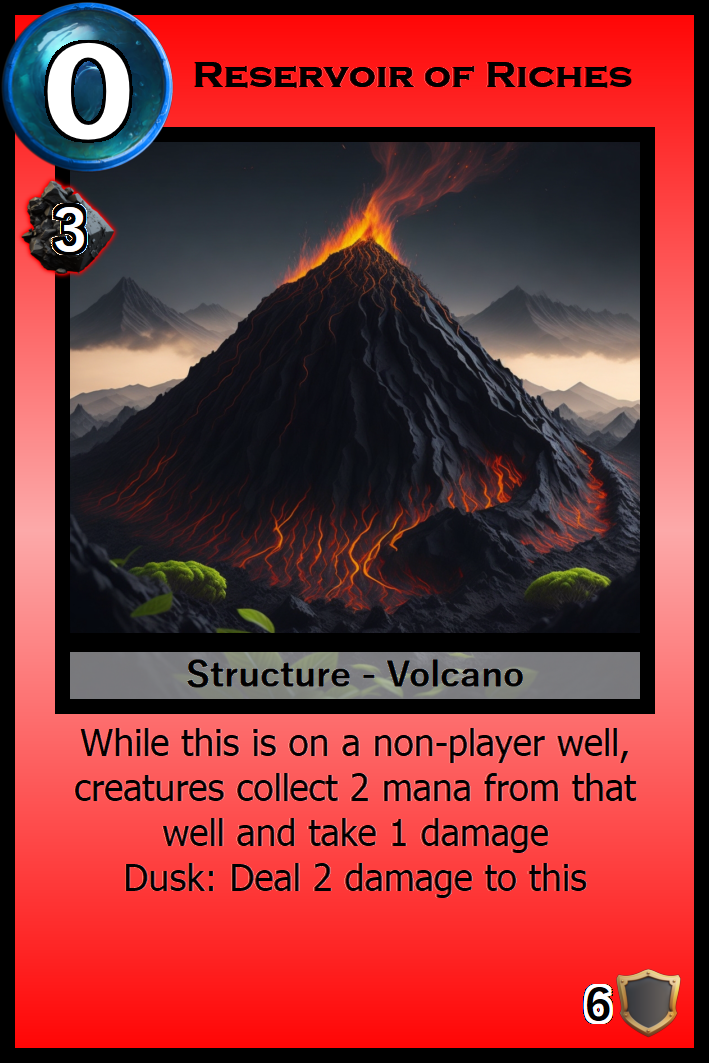 0
Reservoir of Riches
3
Structure - Volcano
While this is on a non-player well,
creatures collect 2 mana from that
well and take 1 damage
Dusk: Deal 2 damage to this
6